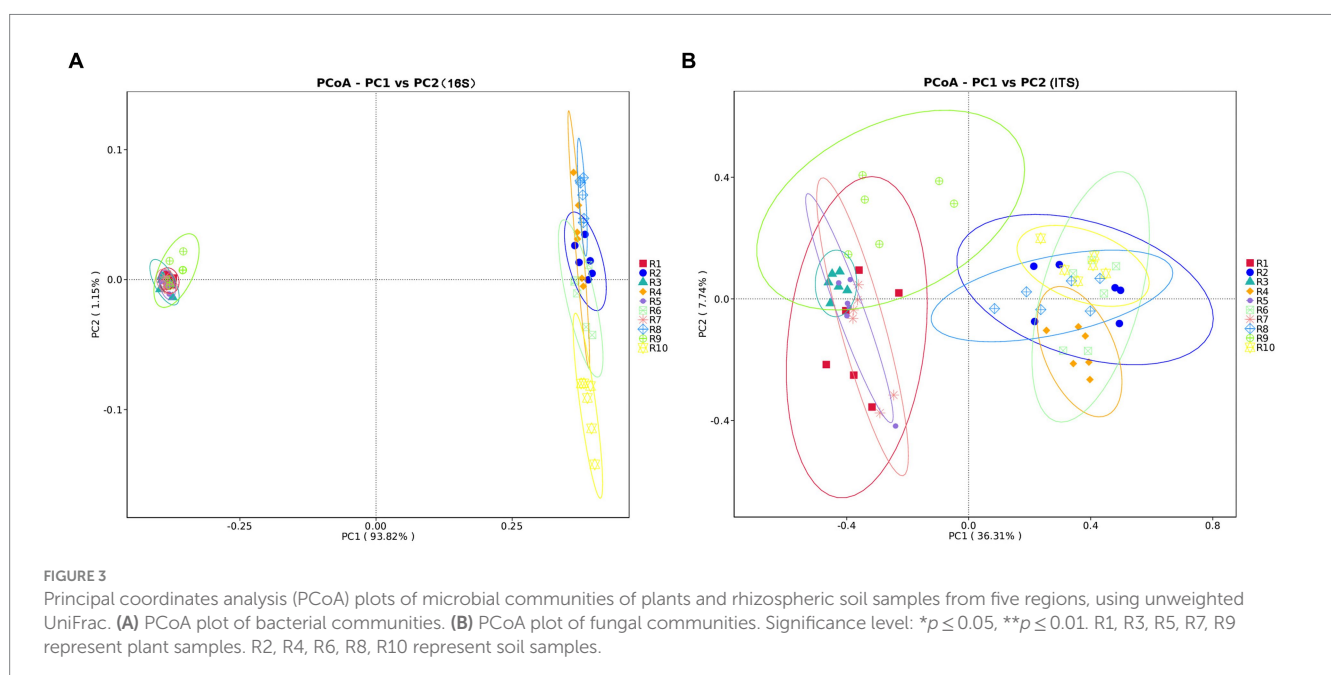 A
PCoA - PC1 vs PC2(16S)
PC2 ( 1.15%)
0.1
0.0
-0.1
-0.25
0.00
0.25
PC1 ( 93.82% )
R1
R2
R3
R4
R5
R6
R7
R8
R9
R10
B
PCoA - PC1 vs PC2 (ITS)
PC2 ( 7.74% )
0.4
0.0
-0.4
-0.4
0.0
0.4
0.8
PC1 ( 36.31% )
R1
R2
R3
R4
R5
R6
R7
R8
R9
R10
FIGURE 3
Principal coordinates analysis (PCoA) plots of microbial communities of plants and rhizospheric soil samples from five regions, using unweighted
UniFrac. (A) PCoA plot of bacterial communities. (B) PCoA plot of fungal communities. Significance level: *p ≤ 0.05, **p ≤ 0.01. R1, R3, R5, R7, R9
represent plant samples. R2, R4, R6, R8, R10 represent soil samples.